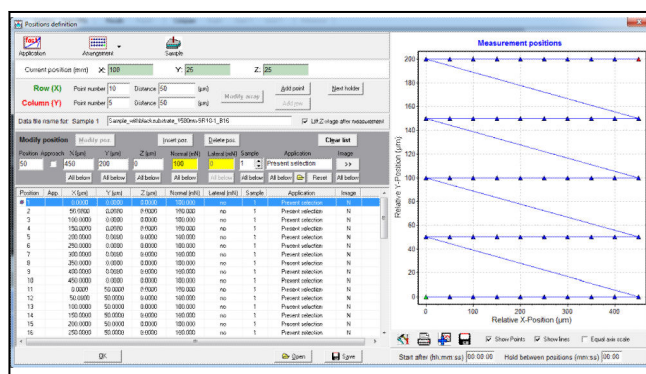 Positions definition
Application Arrangement Sample
Current position (mm) X: 100 Y: 25 Z: 25
Row (X) Point number 10 Distance 50 (µm) Modify array Add point Next holder
Column (Y) Point number 5 Distance 50 (µm) Add row
Data file name for: Sample 1 Lift Z stage after measurement
Modify position Modify pos. Insert pos. Delete pos. Clear list
Position Approach X (µm) Y (µm) Z (µm) Normal (mN) Lateral (mN) Sample Application Image
50 450 200 0 100 0 1 Present selection >>
All below All below All below All below All below All below All below Reset All below
Position App. X (µm) Y (µm) Z (µm) Normal (mN) Lateral (mN) Sample Application Image
1 0.0000 0.0000 0.0000 100.000 no 1 Present selection N
2 50.0000 0.0000 0.0000 100.000 no 1 Present selection N
3 100.0000 0.0000 0.0000 100.000 no 1 Present selection N
4 150.0000 0.0000 0.0000 100.000 no 1 Present selection N
5 200.0000 0.0000 0.0000 100.000 no 1 Present selection N
6 250.0000 0.0000 0.0000 100.000 no 1 Present selection N
7 300.0000 0.0000 0.0000 100.000 no 1 Present selection N
8 350.0000 0.0000 0.0000 100.000 no 1 Present selection N
9 400.0000 0.0000 0.0000 100.000 no 1 Present selection N
10 450.0000 0.0000 0.0000 100.000 no 1 Present selection N
11 0.0000 50.0000 0.0000 100.000 no 1 Present selection N
12 50.0000 50.0000 0.0000 100.000 no 1 Present selection N
13 100.0000 50.0000 0.0000 100.000 no 1 Present selection N
14 150.0000 50.0000 0.0000 100.000 no 1 Present selection N
15 200.0000 50.0000 0.0000 100.000 no 1 Present selection N
16 250.0000 50.0000 0.0000 100.000 no 1 Present selection N
OK Open Save
Measurement positions
Relative Y-Position (µm)
200
180
160
140
120
100
80
60
40
20
0
0 100 200 300 400
Relative X-Position (µm)
Show Points Show lines Equal axis scale
Start after (hh:mm:ss) 00:00:00 Hold between positions (mm:ss) 00:00